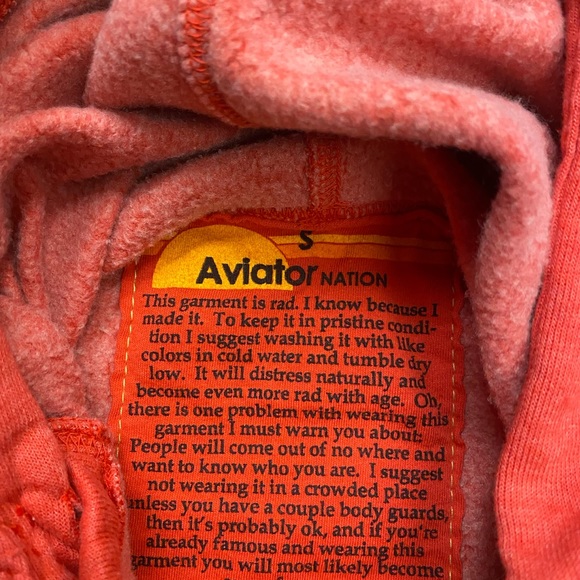 S
Aviator NATION
This garment is rad. I know because I
made it. To keep it in pristine condi-
tion I suggest washing it with like
colors in cold water and tumble dry
low. It will distress naturally and
become even more rad with age. Oh,
there is one problem with wearing this
garment I must warn you about:
People will come out of no where and
want to know who you are. I suggest
not wearing it in a crowded place
unless you have a couple body guards,
then it's probably ok, and if you're
already famous and wearing this
garment you will most likely become